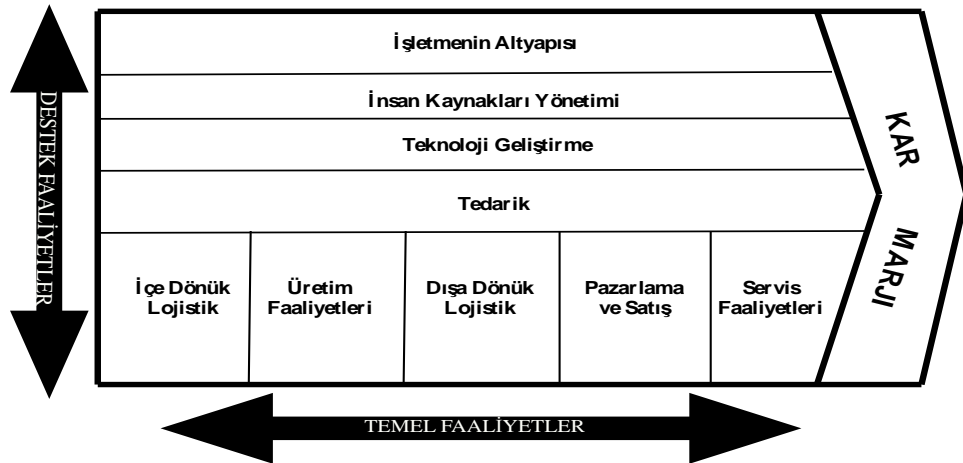 İşletmenin Altyapısı
İnsan Kaynakları Yönetimi
Teknoloji Geliştirme
Tedarik
İçe Dönük
Lojistik
Üretim
Faaliyetleri
Dışa Dönük
Lojistik
Pazarlama
ve Satış
Servis
Faaliyetleri
KAR
MARJI
DESTEK FAALİYETLER
TEMEL FAALİYETLER